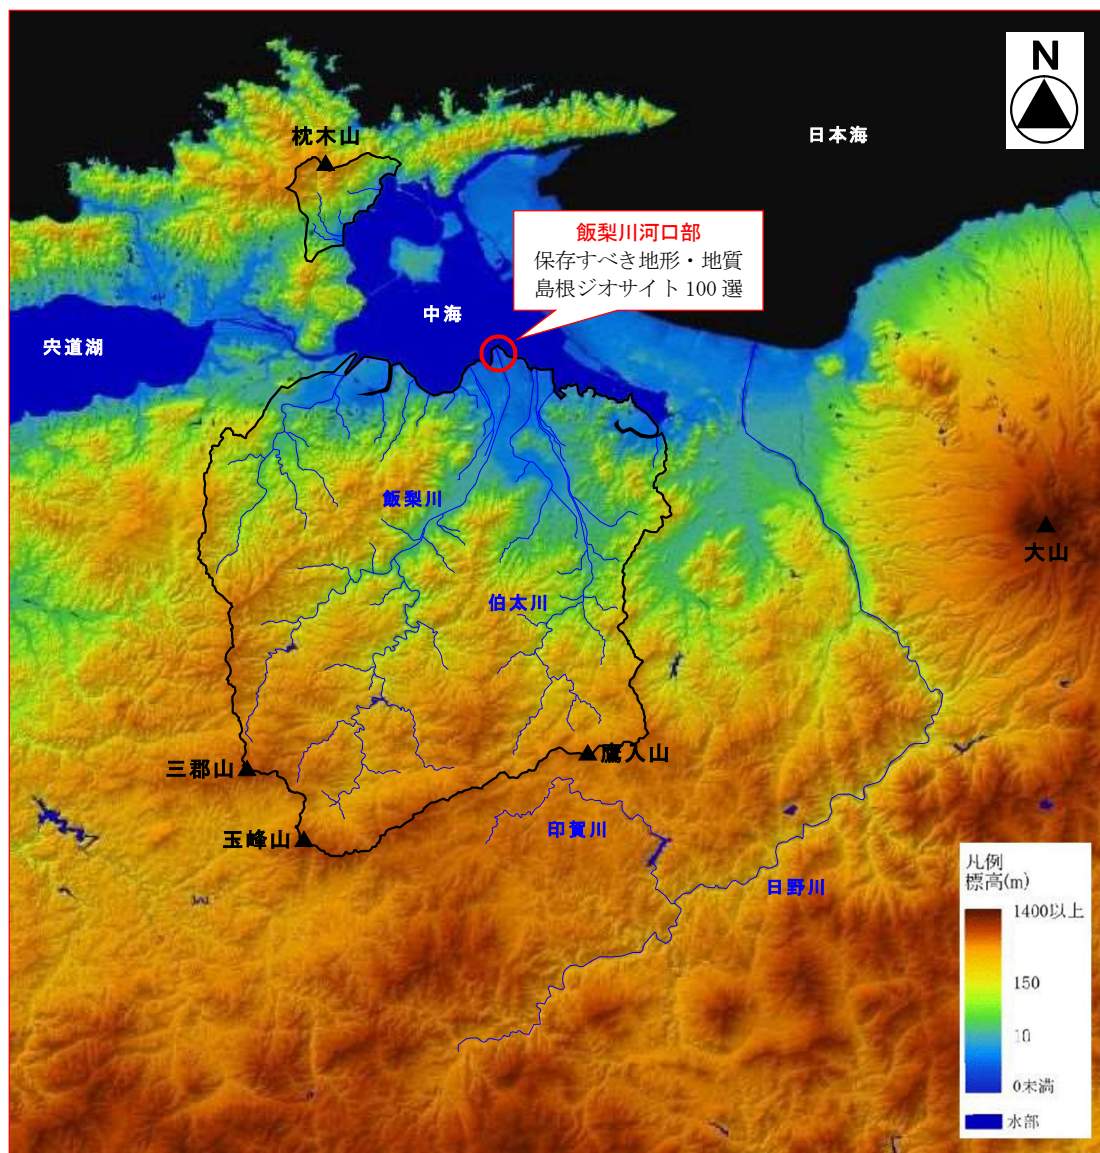 N
日本海
枕木山
飯梨川河口部
保存すべき地形・地質
島根ジオサイト 100 選
中海
宍道湖
飯梨川
大山
伯太川
三郡山
鷹入山
玉峰山
印賀川
日野川
凡例
標高(m)
1400以上
150
10
0未満
水部